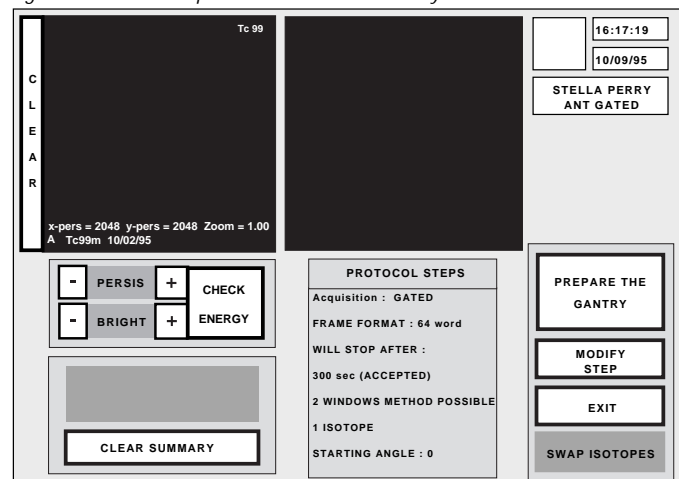 Tc 99
C
L
E
A
R
x-pers = 2048 y-pers = 2048 Zoom = 1.00
A Tc99m 10/02/95
16:17:19
10/09/95
STELLA PERRY
ANT GATED
- PERSIS +
- BRIGHT +
CHECK
ENERGY
CLEAR SUMMARY
PROTOCOL STEPS
Acquisition : GATED
FRAME FORMAT : 64 word
WILL STOP AFTER :
300 sec (ACCEPTED)
2 WINDOWS METHOD POSSIBLE
1 ISOTOPE
STARTING ANGLE : 0
PREPARE THE
GANTRY
MODIFY
STEP
EXIT
SWAP ISOTOPES